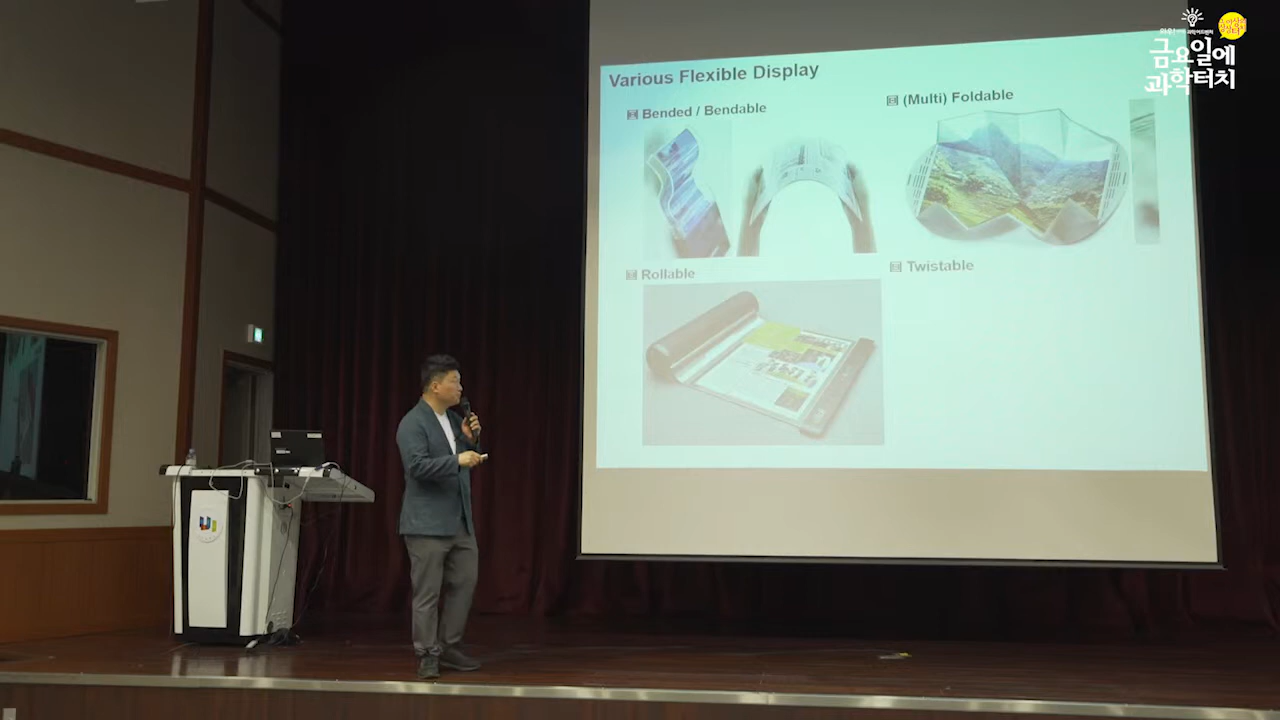 금요일에
과학터치
Various Flexible Display
Bended / Bendable
(Multi) Foldable
Rollable
Twistable